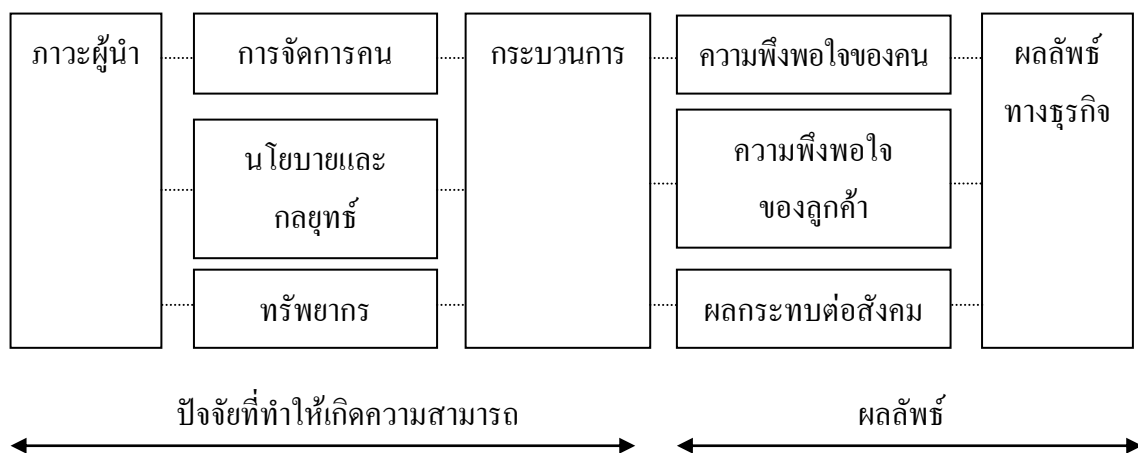 ภาวะผู้นำ
การจัดการคน
กระบวนการ
ความพึงพอใจของคน
ผลลัพธ์
ทางธุรกิจ
นโยบายและ
กลยุทธ์
ความพึงพอใจ
ของลูกค้า
ทรัพยากร
ผลกระทบต่อสังคม
ปัจจัยที่ทำให้เกิดความสามารถ
ผลลัพธ์